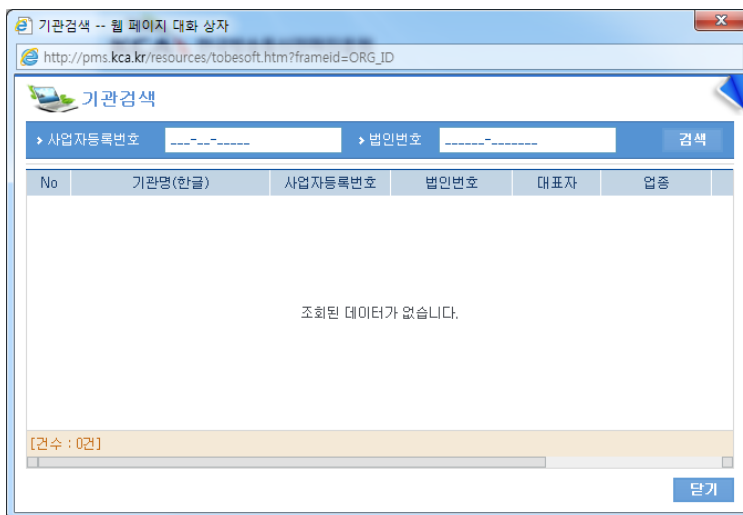 기관검색 -- 웹 페이지 대화 상자
http://pms.kca.kr/resources/tobesoft.htm?frameid=ORG_ID
기관검색
사업자등록번호 ___-__-_____ 법인번호 ______-_______ 검색
No 기관명(한글) 사업자등록번호 법인번호 대표자 업종
조회된 데이터가 없습니다.
[건수 : 0건]
닫기